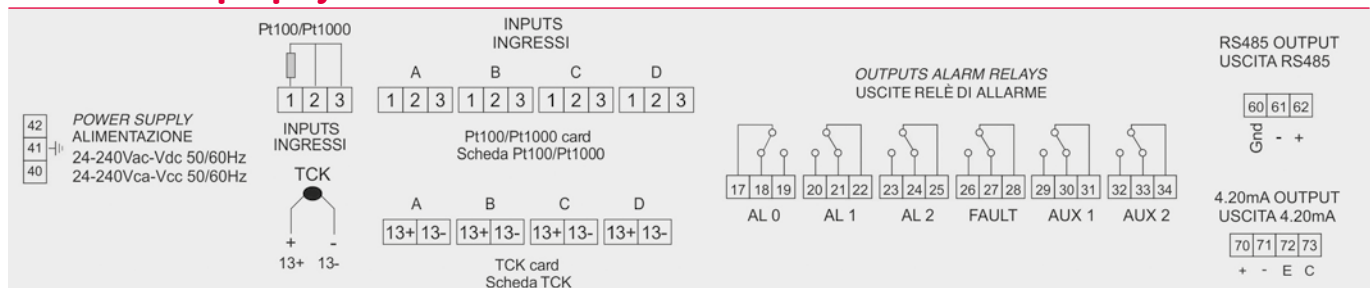 42
41
40
POWER SUPPLY
ALIMENTAZIONE
24-240Vac-Vdc 50/60Hz
24-240Vca-Vcc 50/60Hz
Pt100/Pt1000
1 2 3
INPUTS
INGRESSI
TCK
+ -
13+ 13-
INPUTS
INGRESSI
A B C D
1 2 3 1 2 3 1 2 3 1 2 3
Pt100/Pt1000 card
Scheda Pt100/Pt1000
A B C D
13+ 13- 13+ 13- 13+ 13- 13+ 13-
TCK card
Scheda TCK
OUTPUTS ALARM RELAYS
USCITE RELÈ DI ALLARME
17 18 19 20 21 22 23 24 25 26 27 28 29 30 31 32 33 34
AL 0 AL 1 AL 2 FAULT AUX 1 AUX 2
RS485 OUTPUT
USCITA RS485
60 61 62
Gnd - +
4.20mA OUTPUT
USCITA 4.20mA
70 71 72 73
+ - E C